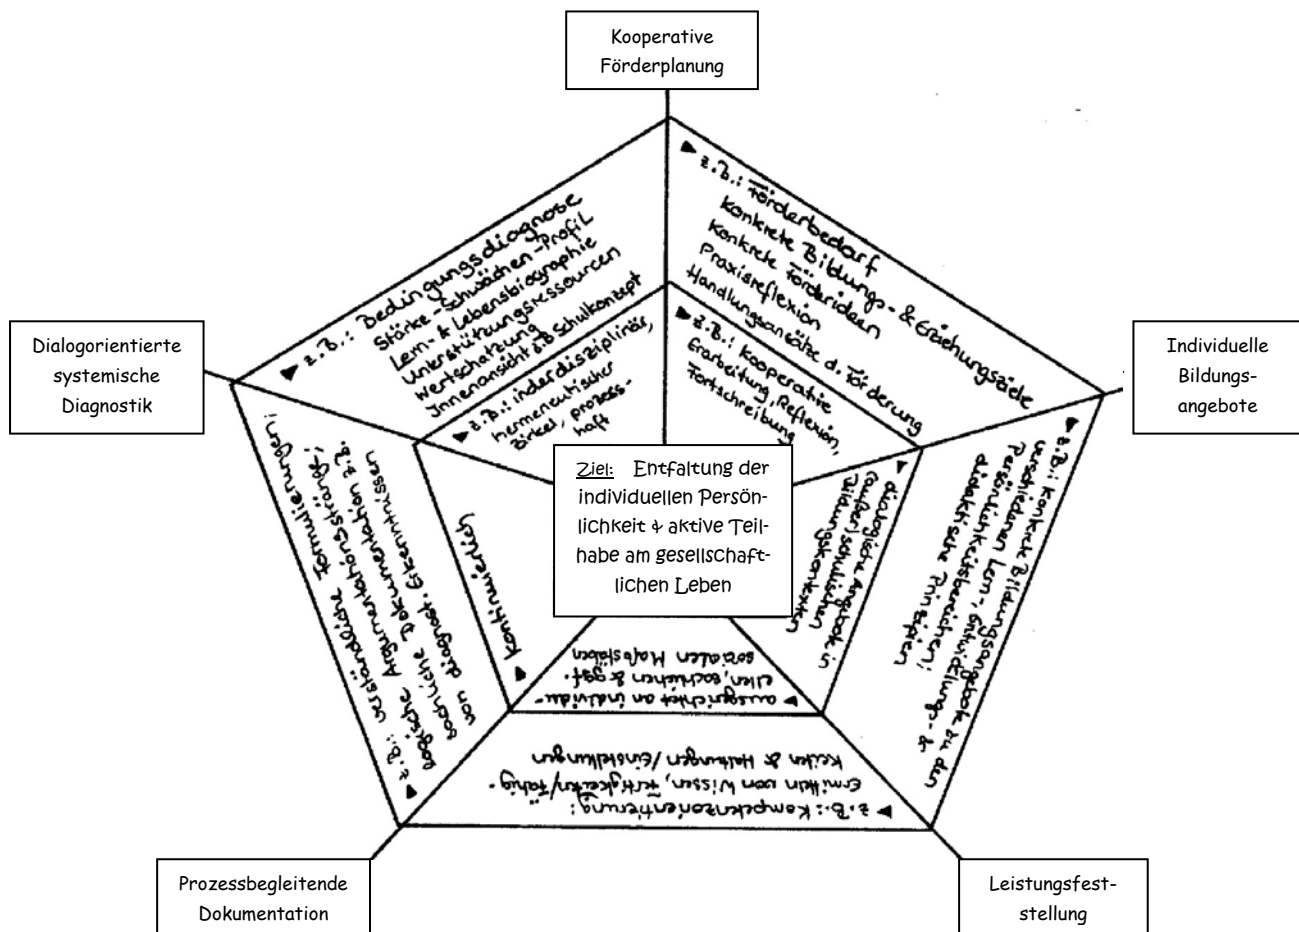 Kooperative
Förderplanung
Dialogorientierte
systemische
Diagnostik
Individuelle
Bildungs-
angebote
Prozessbegleitende
Dokumentation
Leistungsfest-
stellung
Ziel: Entfaltung der
individuellen Persön-
lichkeit & aktive Teil-
habe am gesellschaft-
lichen Leben
z.B.: Bedingungsdiagnose
Stärke-Schwächen-Profil
Lern- & Lebensbiographie
Unterstützungsressourcen
Wertschätzung
Innenansicht z.B Schulkonzept
z.B.: interdisziplinär,
hermeneutischer
Zirkel, prozess-
haft
z.B.: Förderbedarf
konkrete Bildungs- & Erziehungsziele
konkrete Förderideen
Praxisreflexion
Handlungsansätze d. Förderung
z.B.: kooperative
Erarbeitung, Reflexion,
Fortschreibung
z.B.: konkrete Bildungsangebote zu den
verschiedenen Lern-, Entwicklungs- &
Persönlichkeitsbereichen;
didaktische Prinzipien
dialogische Angebote in
(außer)schulischen
Bildungskontexten
z.B.: Kompetenzorientierung:
Ermitteln von Wissen, Fertigkeiten/Fähig-
keiten & Haltungen/Einstellungen
ausgerichtet an individu-
ellen, sachlichen & ggf.
sozialen Maßstäben
z.B.: verständliche Formulierungen;
logische Argumentationsstränge;
sachliche Dokumentation z.B.
von diagnost. Erkenntnissen
kontinuierlich